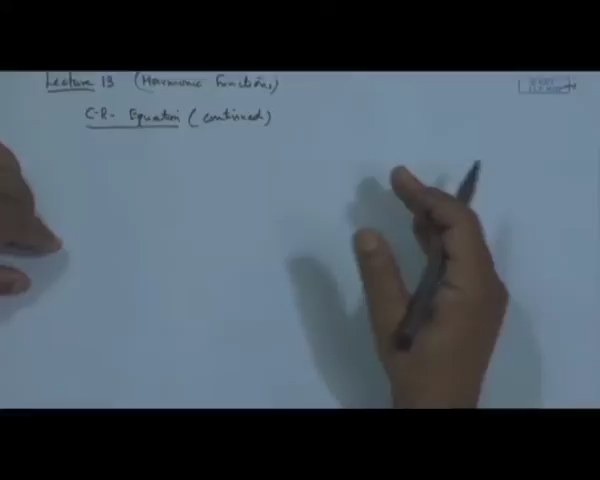 Lecture 13 (Harmonic Functions)
C-R- Equation (continued)